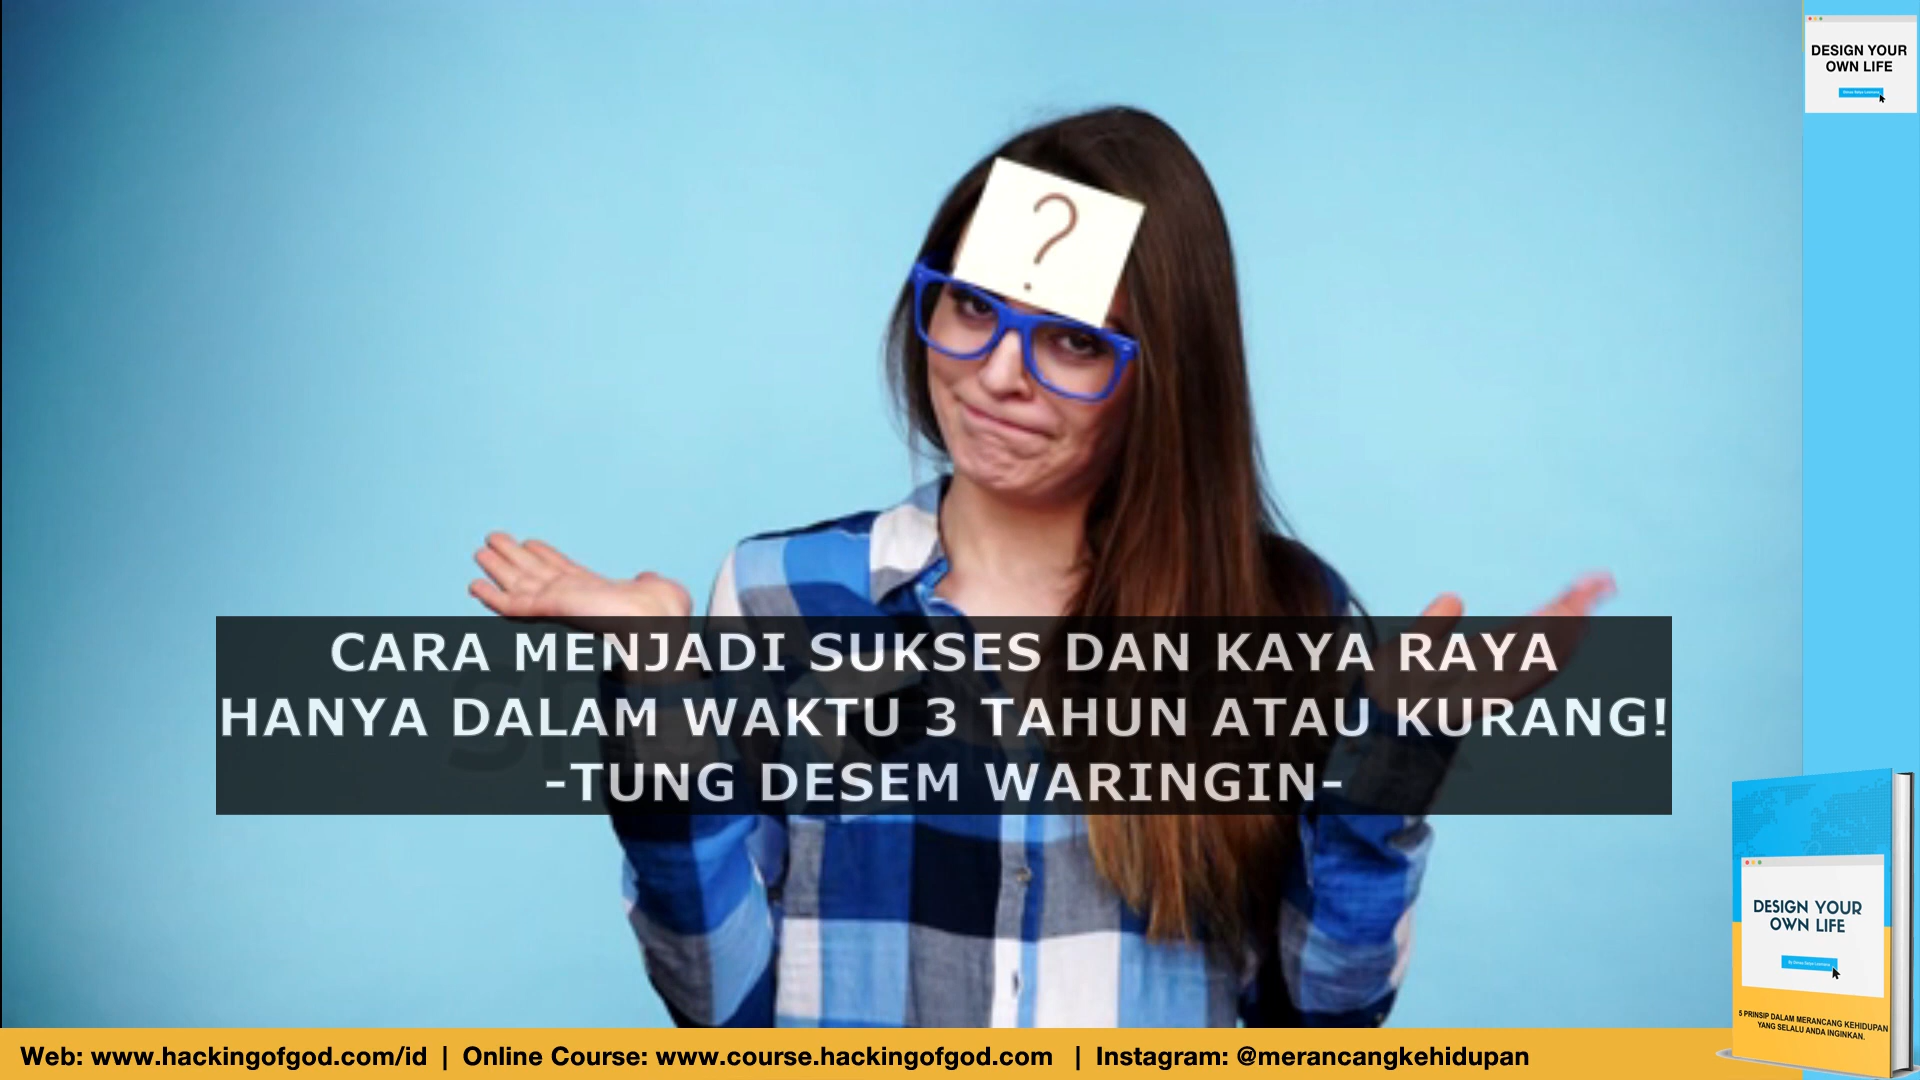 DESIGN YOUR
OWN LIFE
?
CARA MENJADI SUKSES DAN KAYA RAYA
HANYA DALAM WAKTU 3 TAHUN ATAU KURANG!
-TUNG DESEM WARINGIN-
DESIGN YOUR
OWN LIFE
5 PRINSIP DALAM MERANCANG KEHIDUPAN
YANG SELALU ANDA INGINKAN.
Web: www.hackingofgod.com/id | Online Course: www.course.hackingofgod.com | Instagram: @merancangkehidupan